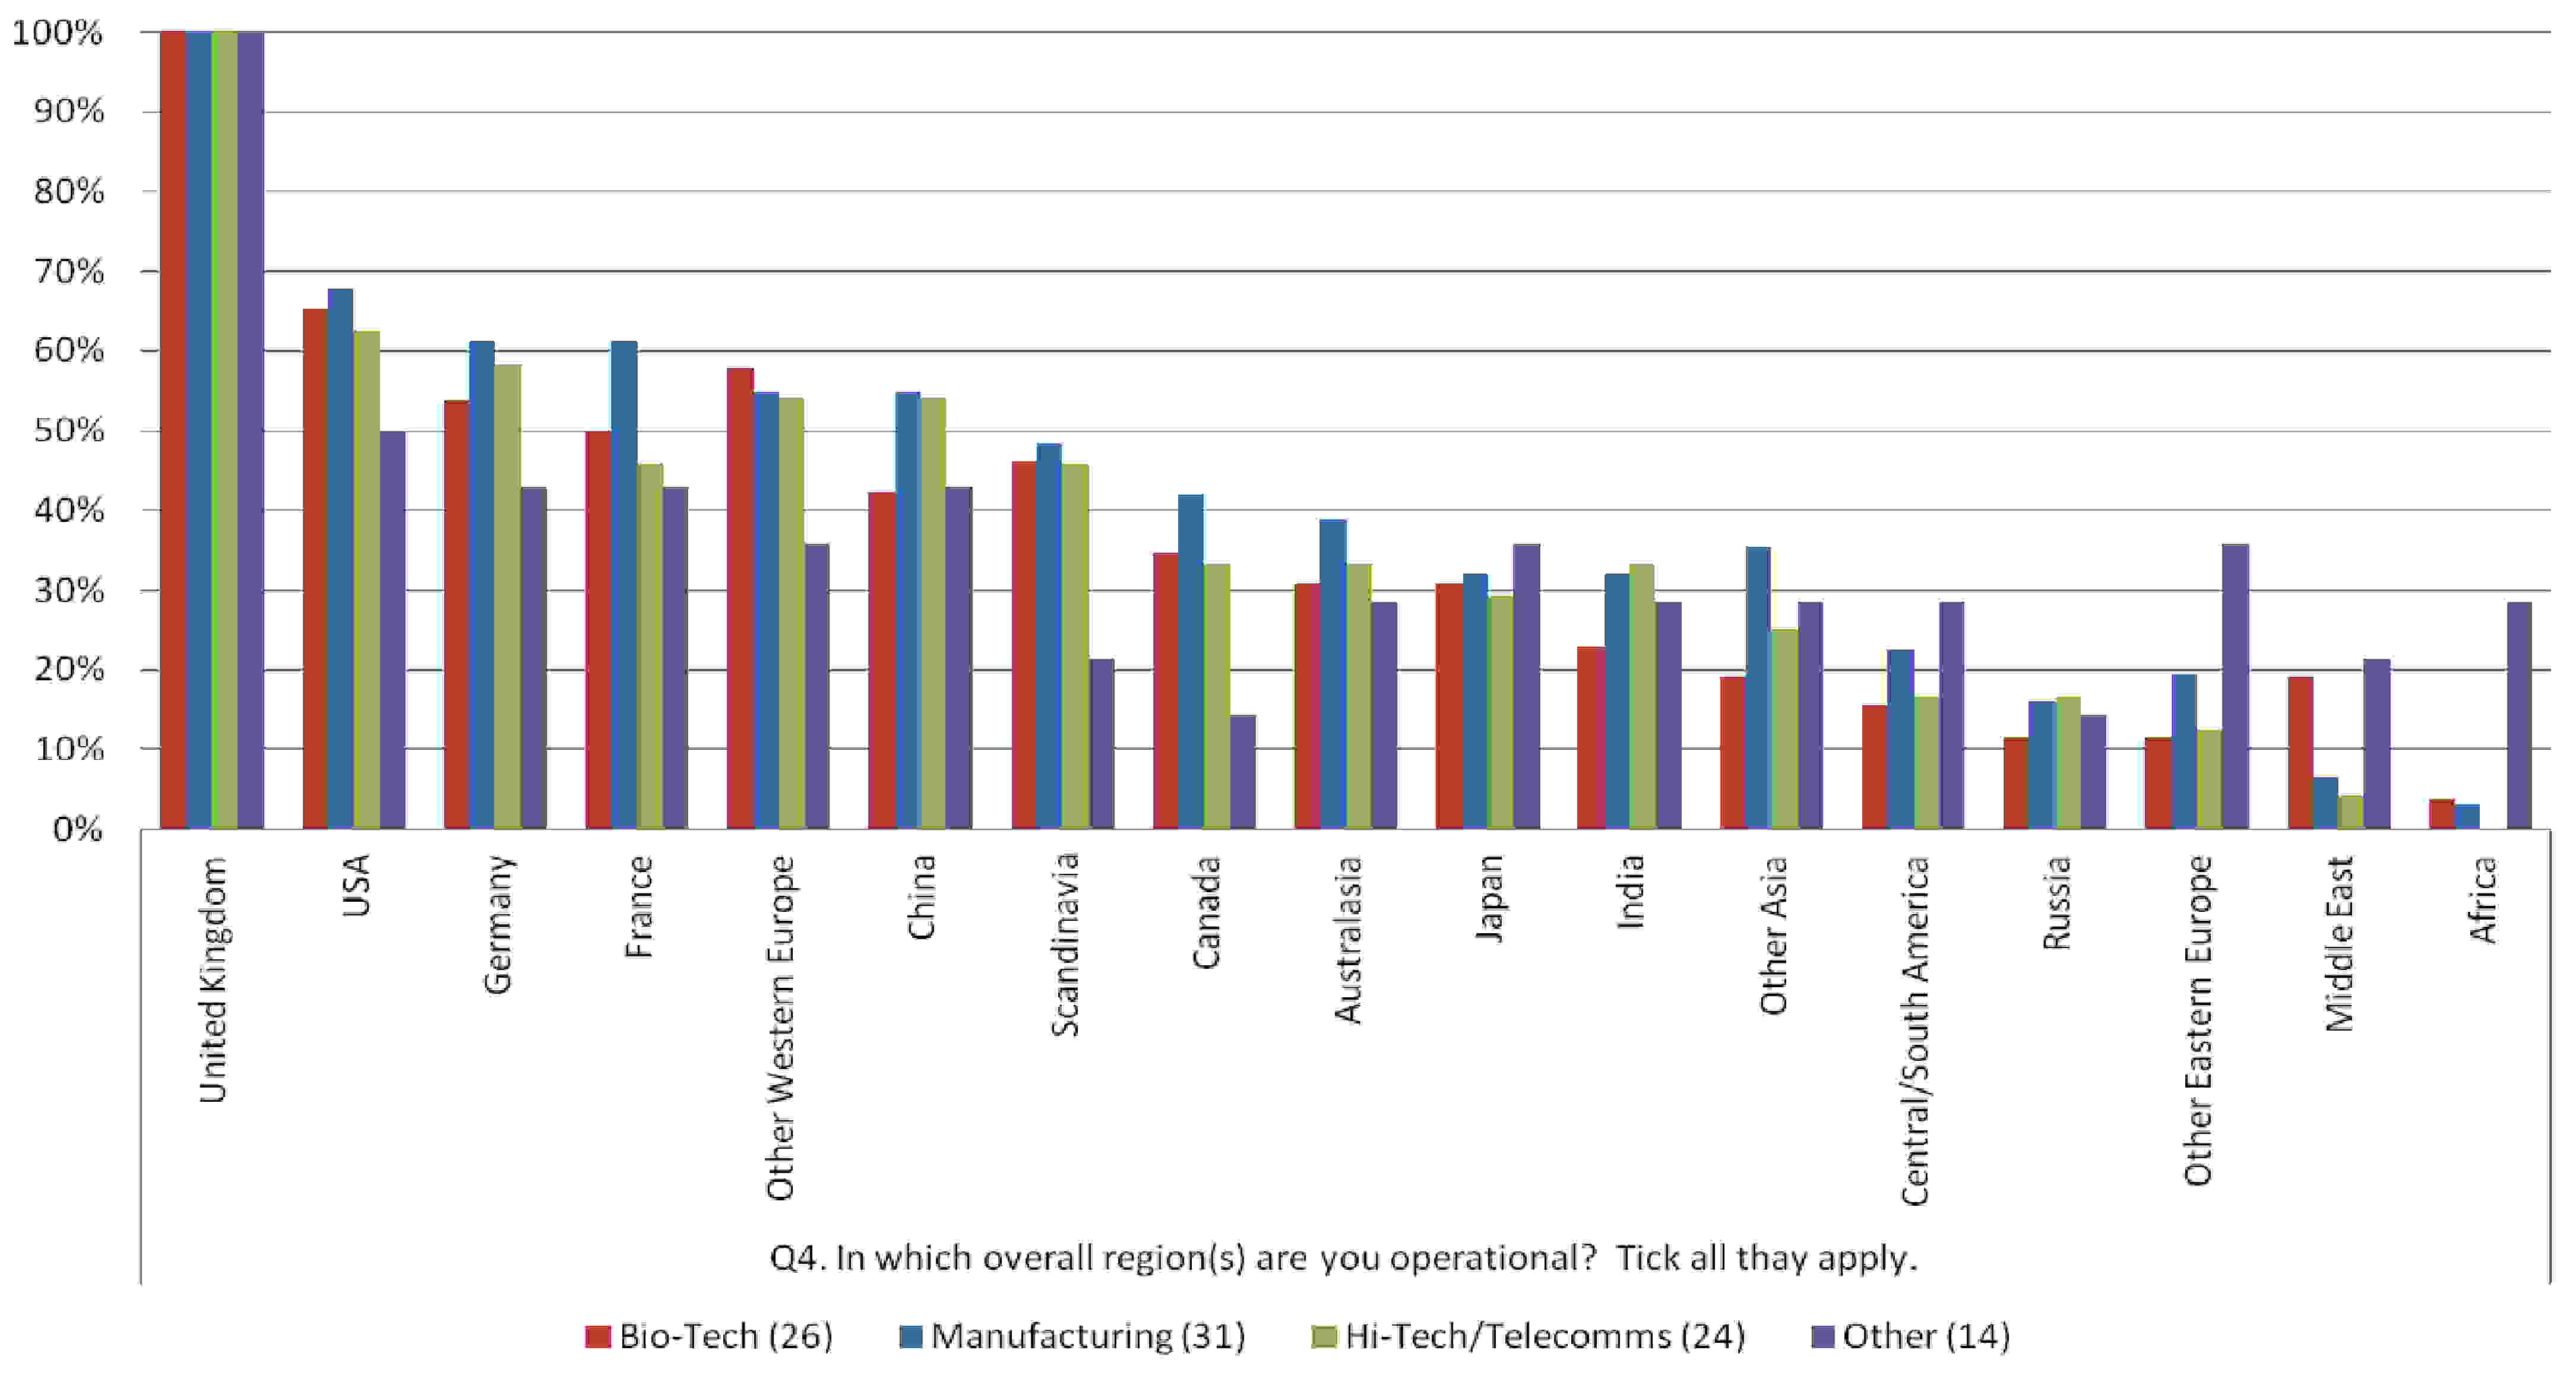 100%
90%
80%
70%
60%
50%
40%
30%
20%
10%
0%
United Kingdom
USA
Germany
France
Other Western Europe
China
Scandinavia
Canada
Australasia
Japan
India
Other Asia
Central/South America
Russia
Other Eastern Europe
Middle East
Africa
Q4. In which overall region(s) are you operational? Tick all thay apply.
Bio-Tech (26) Manufacturing (31) Hi-Tech/Telecomms (24) Other (14)